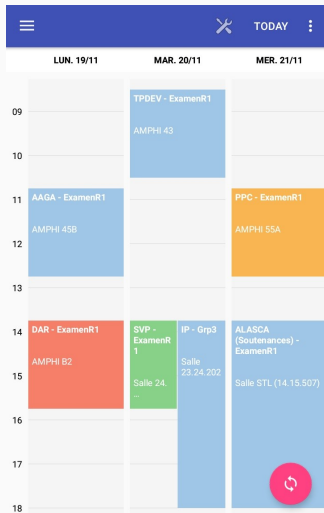 TODAY
LUN. 19/11
MAR. 20/11
MER. 21/11
09
10
11
12
13
14
15
16
17
18
AAGA - ExamenR1
AMPHI 45B
DAR - ExamenR1
AMPHI B2
TPDEV - ExamenR1
AMPHI 43
SVP -
ExamenR
1
Salle 24.
...
IP - Grp3
Salle
23.24.202
PPC - ExamenR1
AMPHI 55A
ALASCA
(Soutenances) -
ExamenR1
Salle STL (14.15.507)